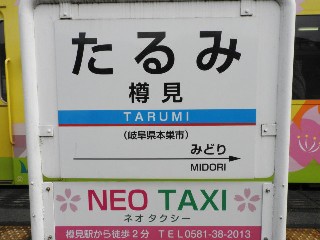 たるみ
樽見
TARUMI
(岐阜県本巣市)
みどり
MIDORI
NEO TAXI
ネオタクシー
樽見駅から徒歩2分 TEL0581-38-2013